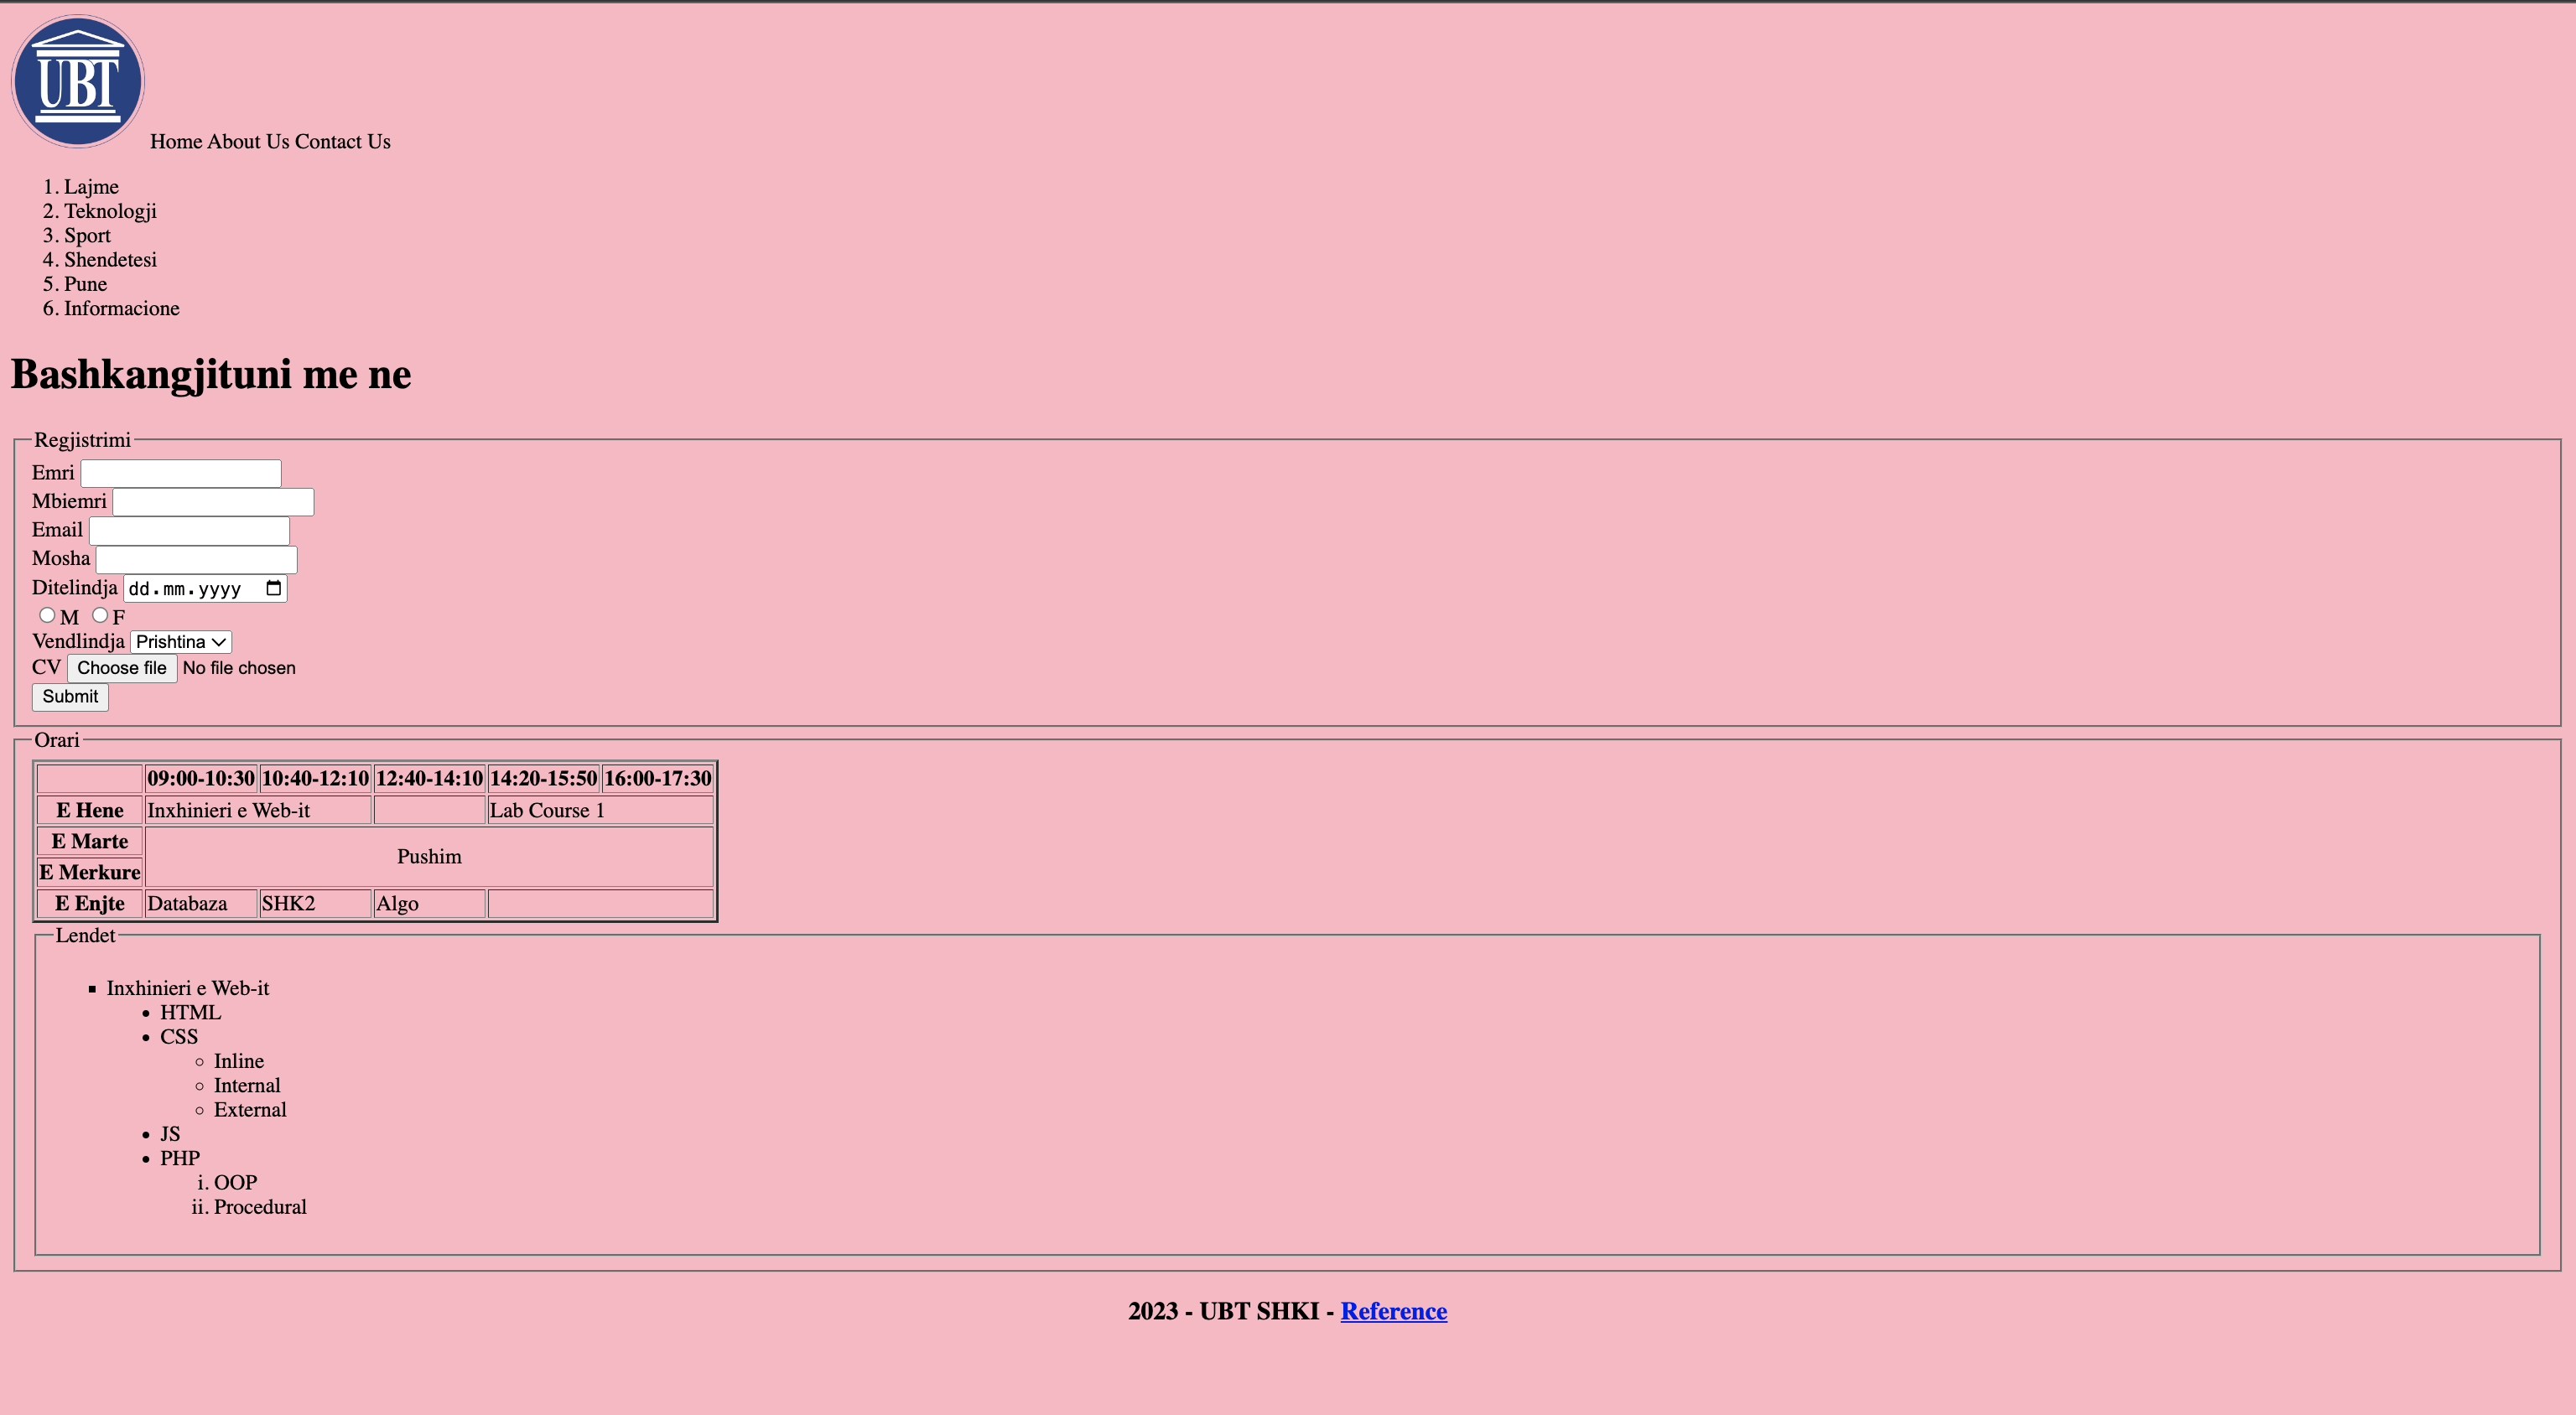 UBT
Home About Us Contact Us
1. Lajme
2. Teknologji
3. Sport
4. Shendetesi
5. Pune
6. Informacione
Bashkangjituni me ne
Regjistrimi
Emri
Mbiemri
Email
Mosha
Ditelindja dd.mm.yyyy
M F
Vendlindja Prishtina
CV Choose file No file chosen
Submit
Orari
09:00-10:30 10:40-12:10 12:40-14:10 14:20-15:50 16:00-17:30
E Hene Inxhinieri e Web-it Lab Course 1
E Marte
Pushim
E Merkure
E Enjte Databaza SHK2 Algo
Lendet
▪ Inxhinieri e Web-it
• HTML
• CSS
◦ Inline
◦ Internal
◦ External
• JS
• PHP
i. OOP
ii. Procedural
2023 - UBT SHKI - Reference